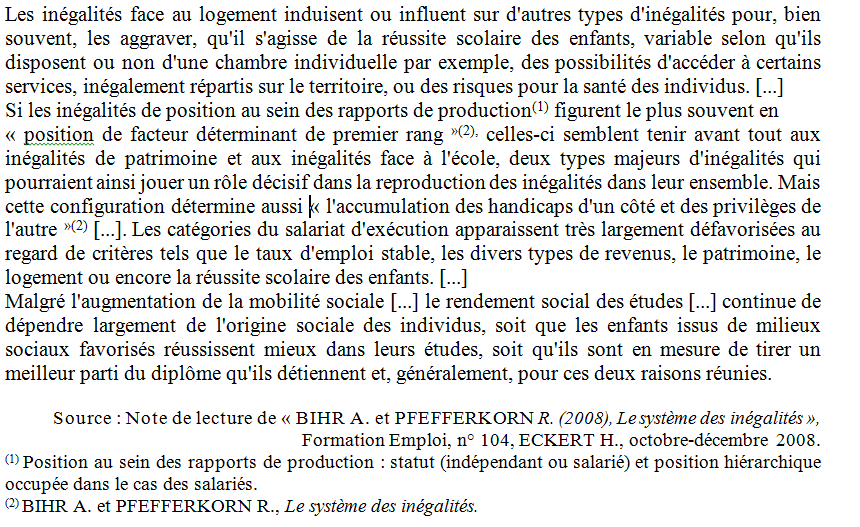 Les inégalités face au logement induisent ou influent sur d'autres types d'inégalités pour, bien
souvent, les aggraver, qu'il s'agisse de la réussite scolaire des enfants, variable selon qu'ils
disposent ou non d'une chambre individuelle par exemple, des possibilités d'accéder à certains
services, inégalement répartis sur le territoire, ou des risques pour la santé des individus. [...]
Si les inégalités de position au sein des rapports de production(1) figurent le plus souvent en
« position de facteur déterminant de premier rang »(2), celles-ci semblent tenir avant tout aux
inégalités de patrimoine et aux inégalités face à l'école, deux types majeurs d'inégalités qui
pourraient ainsi jouer un rôle décisif dans la reproduction des inégalités dans leur ensemble. Mais
cette configuration détermine aussi « l'accumulation des handicaps d'un côté et des privilèges de
l'autre »(2) [...]. Les catégories du salariat d'exécution apparaissent très largement défavorisées au
regard de critères tels que le taux d'emploi stable, les divers types de revenus, le patrimoine, le
logement ou encore la réussite scolaire des enfants. [...]
Malgré l'augmentation de la mobilité sociale [...] le rendement social des études [...] continue de
dépendre largement de l'origine sociale des individus, soit que les enfants issus de milieux
sociaux favorisés réussissent mieux dans leurs études, soit qu'ils sont en mesure de tirer un
meilleur parti du diplôme qu'ils détiennent et, généralement, pour ces deux raisons réunies.
Source : Note de lecture de « BIHR A. et PFEFFERKORN R. (2008), Le système des inégalités »,
Formation Emploi, n° 104, ECKERT H., octobre-décembre 2008.
(1) Position au sein des rapports de production : statut (indépendant ou salarié) et position hiérarchique
occupée dans le cas des salariés.
(2) BIHR A. et PFEFFERKORN R., Le système des inégalités.